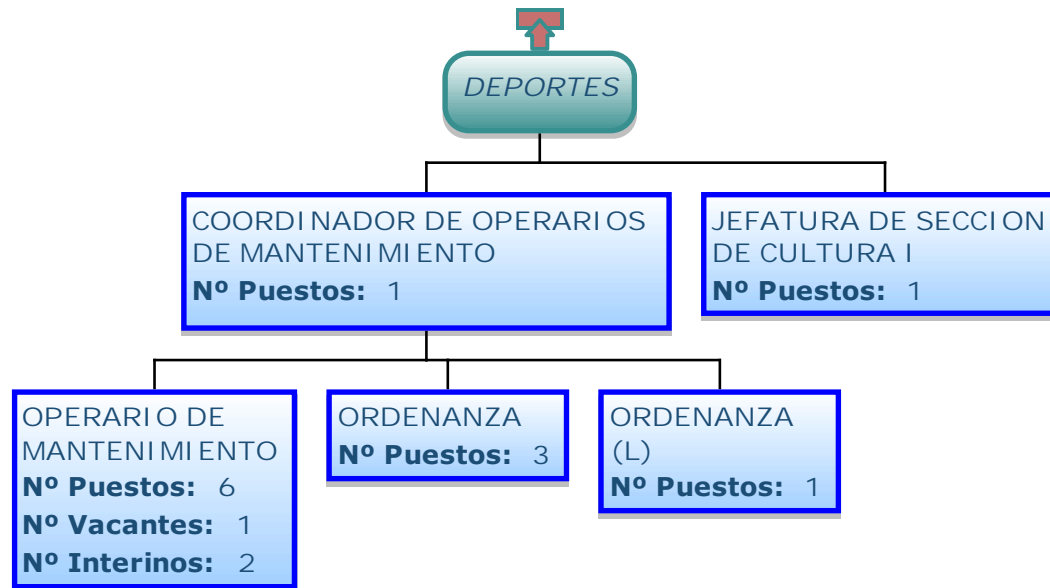 DEPORTES
COORDINADOR DE OPERARIOS
DE MANTENIMIENTO
Nº Puestos: 1
JEFATURA DE SECCION
DE CULTURA I
Nº Puestos: 1
OPERARIO DE
MANTENIMIENTO
Nº Puestos: 6
Nº Vacantes: 1
Nº Interinos: 2
ORDENANZA
Nº Puestos: 3
ORDENANZA
(L)
Nº Puestos: 1